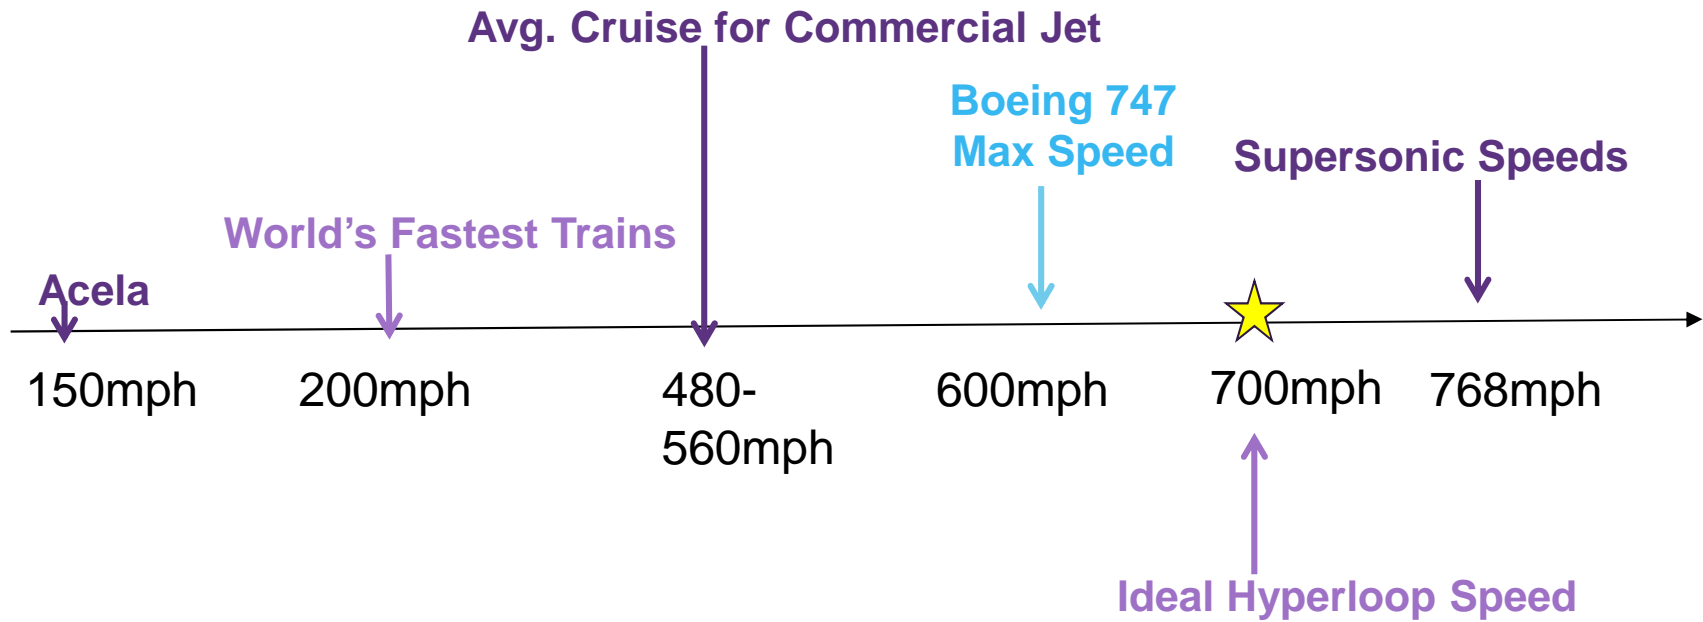 Avg. Cruise for Commercial Jet
Boeing 747
Max Speed
Supersonic Speeds
World’s Fastest Trains
Acela
150mph
200mph
480-
560mph
600mph
700mph
768mph
Ideal Hyperloop Speed